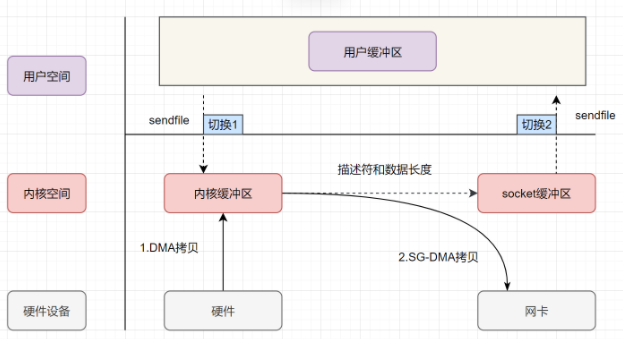 用户空间
用户缓冲区
sendfile
切换1
切换2
sendfile
描述符和数据长度
内核空间
内核缓冲区
socket缓冲区
1.DMA拷贝
2.SG-DMA拷贝
硬件设备
硬件
网卡